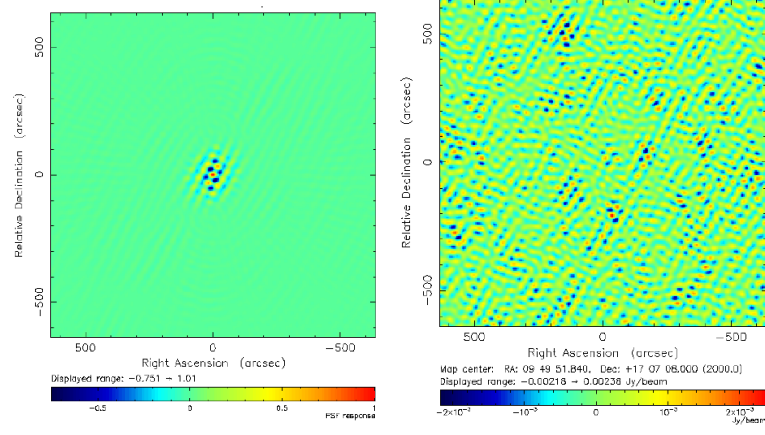 500
0
-500
Relative Declination (arcsec)
500 0 -500
Right Ascension (arcsec)
Displayed range: -0.751 → 1.01
-0.5 0 0.5 1
PSF response
500
0
-500
Relative Declination (arcsec)
500 0 -500
Right Ascension (arcsec)
Map center: RA: 09 49 51.840, Dec: +17 07 08.000 (2000.0)
Displayed range: -0.00218 → 0.00238 Jy/beam
-2×10⁻³ -10⁻³ 0 10⁻³ 2×10⁻³
Jy/beam